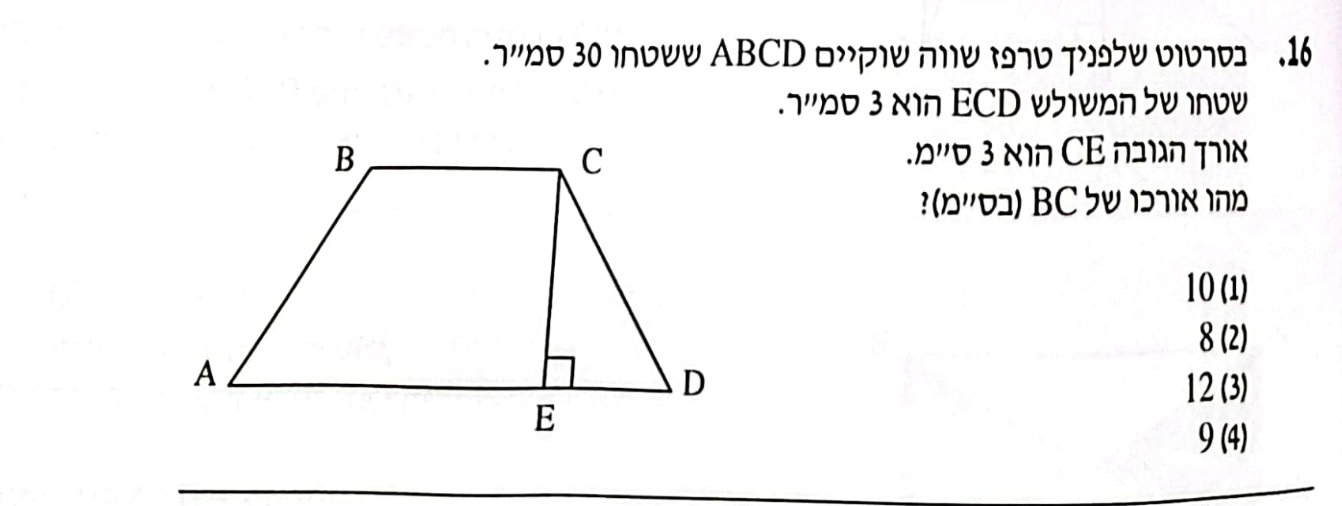 16. בסרטוט שלפניך טרפז שווה שוקיים ABCD ששטחו 30 סמ"ר.
שטחו של המשולש ECD הוא 3 סמ"ר.
אורך הגובה CE הוא 3 ס"מ.
מהו אורכו של BC (בס"מ)?
B
C
A
D
E
(1) 10
(2) 8
(3) 12
(4) 9